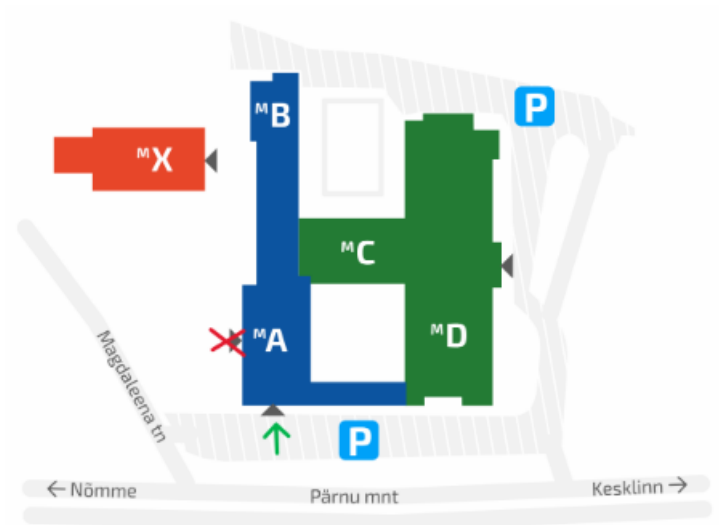 P
ᴹB
ᴹX
ᴹC
ᴹA
ᴹD
Magdaleena tn
P
← Nõmme
Pärnu mnt
Kesklinn →